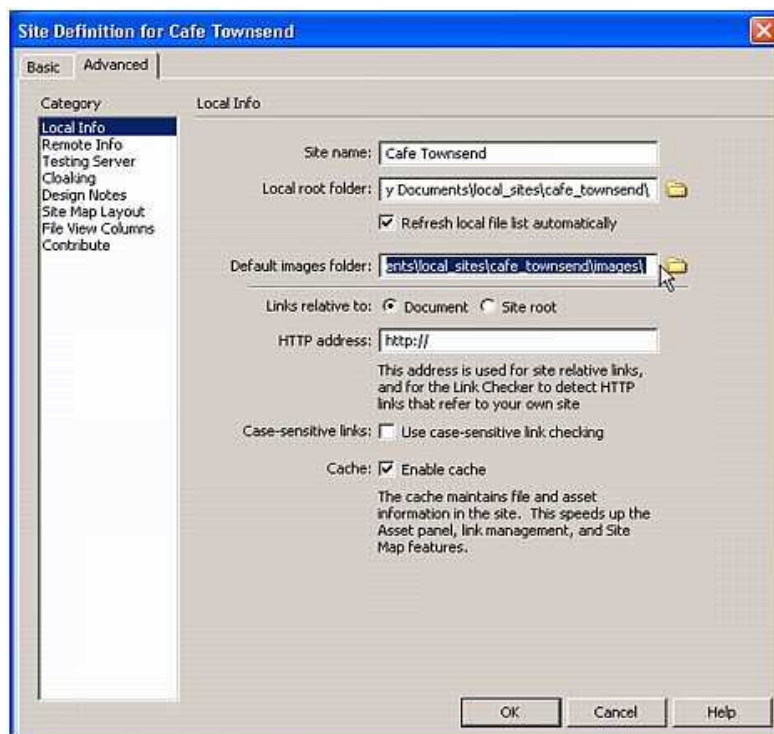 Site Definition for Cafe Townsend
Basic
Advanced
Category
Local Info
Remote Info
Testing Server
Cloaking
Design Notes
Site Map Layout
File View Columns
Contribute
Local Info
Site name: Cafe Townsend
Local root folder: y Documents\local_sites\cafe_townsend\
Refresh local file list automatically
Default images folder: ents\local_sites\cafe_townsend\images\
Links relative to: Document Site root
HTTP address: http://
This address is used for site relative links,
and for the Link Checker to detect HTTP
links that refer to your own site
Case-sensitive links: Use case-sensitive link checking
Cache: Enable cache
The cache maintains file and asset
information in the site. This speeds up the
Asset panel, link management, and Site
Map features.
OK Cancel Help